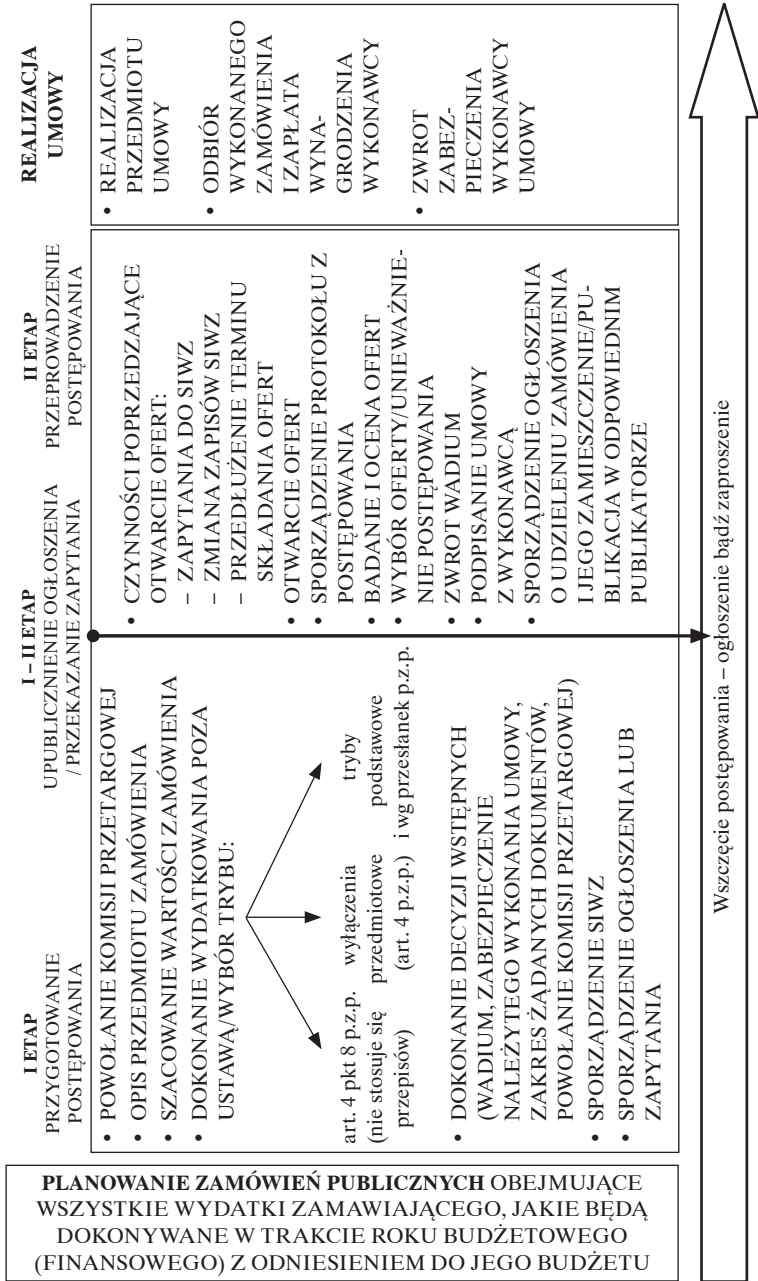 PLANOWANIE ZAMÓWIEŃ PUBLICZNYCH OBEJMUJĄCE
WSZYSTKIE WYDATKI ZAMAWIAJĄCEGO, JAKIE BĘDĄ
DOKONYWANE W TRAKCIE ROKU BUDŻETOWEGO
(FINANSOWEGO) Z ODNIESIENIEM DO JEGO BUDŻETU
I ETAP
PRZYGOTOWANIE
POSTĘPOWANIA
• POWOŁANIE KOMISJI PRZETARGOWEJ
• OPIS PRZEDMIOTU ZAMÓWIENIA
• SZACOWANIE WARTOŚCI ZAMÓWIENIA
• DOKONANIE WYDATKOWANIA POZA
USTAWĄ/WYBÓR TRYBU:
art. 4 pkt 8 p.z.p.
(nie stosuje się
przepisów)
wyłączenia
przedmiotowe
(art. 4 p.z.p.)
tryby
podstawowe
i wg przesłanek p.z.p.
• DOKONANIE DECYZJI WSTĘPNYCH
(WADIUM, ZABEZPIECZENIE
NALEŻYTEGO WYKONANIA UMOWY,
ZAKRES ŻĄDANYCH DOKUMENTÓW,
POWOŁANIE KOMISJI PRZETARGOWEJ)
• SPORZĄDZENIE SIWZ
• SPORZĄDZENIE OGŁOSZENIA LUB
ZAPYTANIA
I – II ETAP
UPUBLICZNIENIE OGŁOSZENIA
/ PRZEKAZANIE ZAPYTANIA
II ETAP
PRZEPROWADZENIE
POSTĘPOWANIA
• CZYNNOŚCI POPRZEDZAJĄCE
OTWARCIE OFERT:
– ZAPYTANIA DO SIWZ
– ZMIANA ZAPISÓW SIWZ
– PRZEDŁUŻENIE TERMINU
SKŁADANIA OFERT
• OTWARCIE OFERT
• SPORZĄDZENIE PROTOKOŁU Z
POSTĘPOWANIA
• BADANIE I OCENA OFERT
• WYBÓR OFERTY/UNIEWAŻNIE-
NIE POSTĘPOWANIA
• ZWROT WADIUM
• PODPISANIE UMOWY
Z WYKONAWCĄ
• SPORZĄDZENIE OGŁOSZENIA
O UDZIELENIU ZAMÓWIENIA
I JEGO ZAMIESZCZENIE/PU-
BLIKACJA W ODPOWIEDNIM
PUBLIKATORZE
REALIZACJA
UMOWY
• REALIZACJA
PRZEDMIOTU
UMOWY
• ODBIÓR
WYKONANEGO
ZAMÓWIENIA
I ZAPŁATA
WYNA-
GRODZENIA
WYKONAWCY
• ZWROT
ZABEZ-
PIECZENIA
WYKONAWCY
UMOWY
Wszczęcie postępowania – ogłoszenie bądź zaproszenie